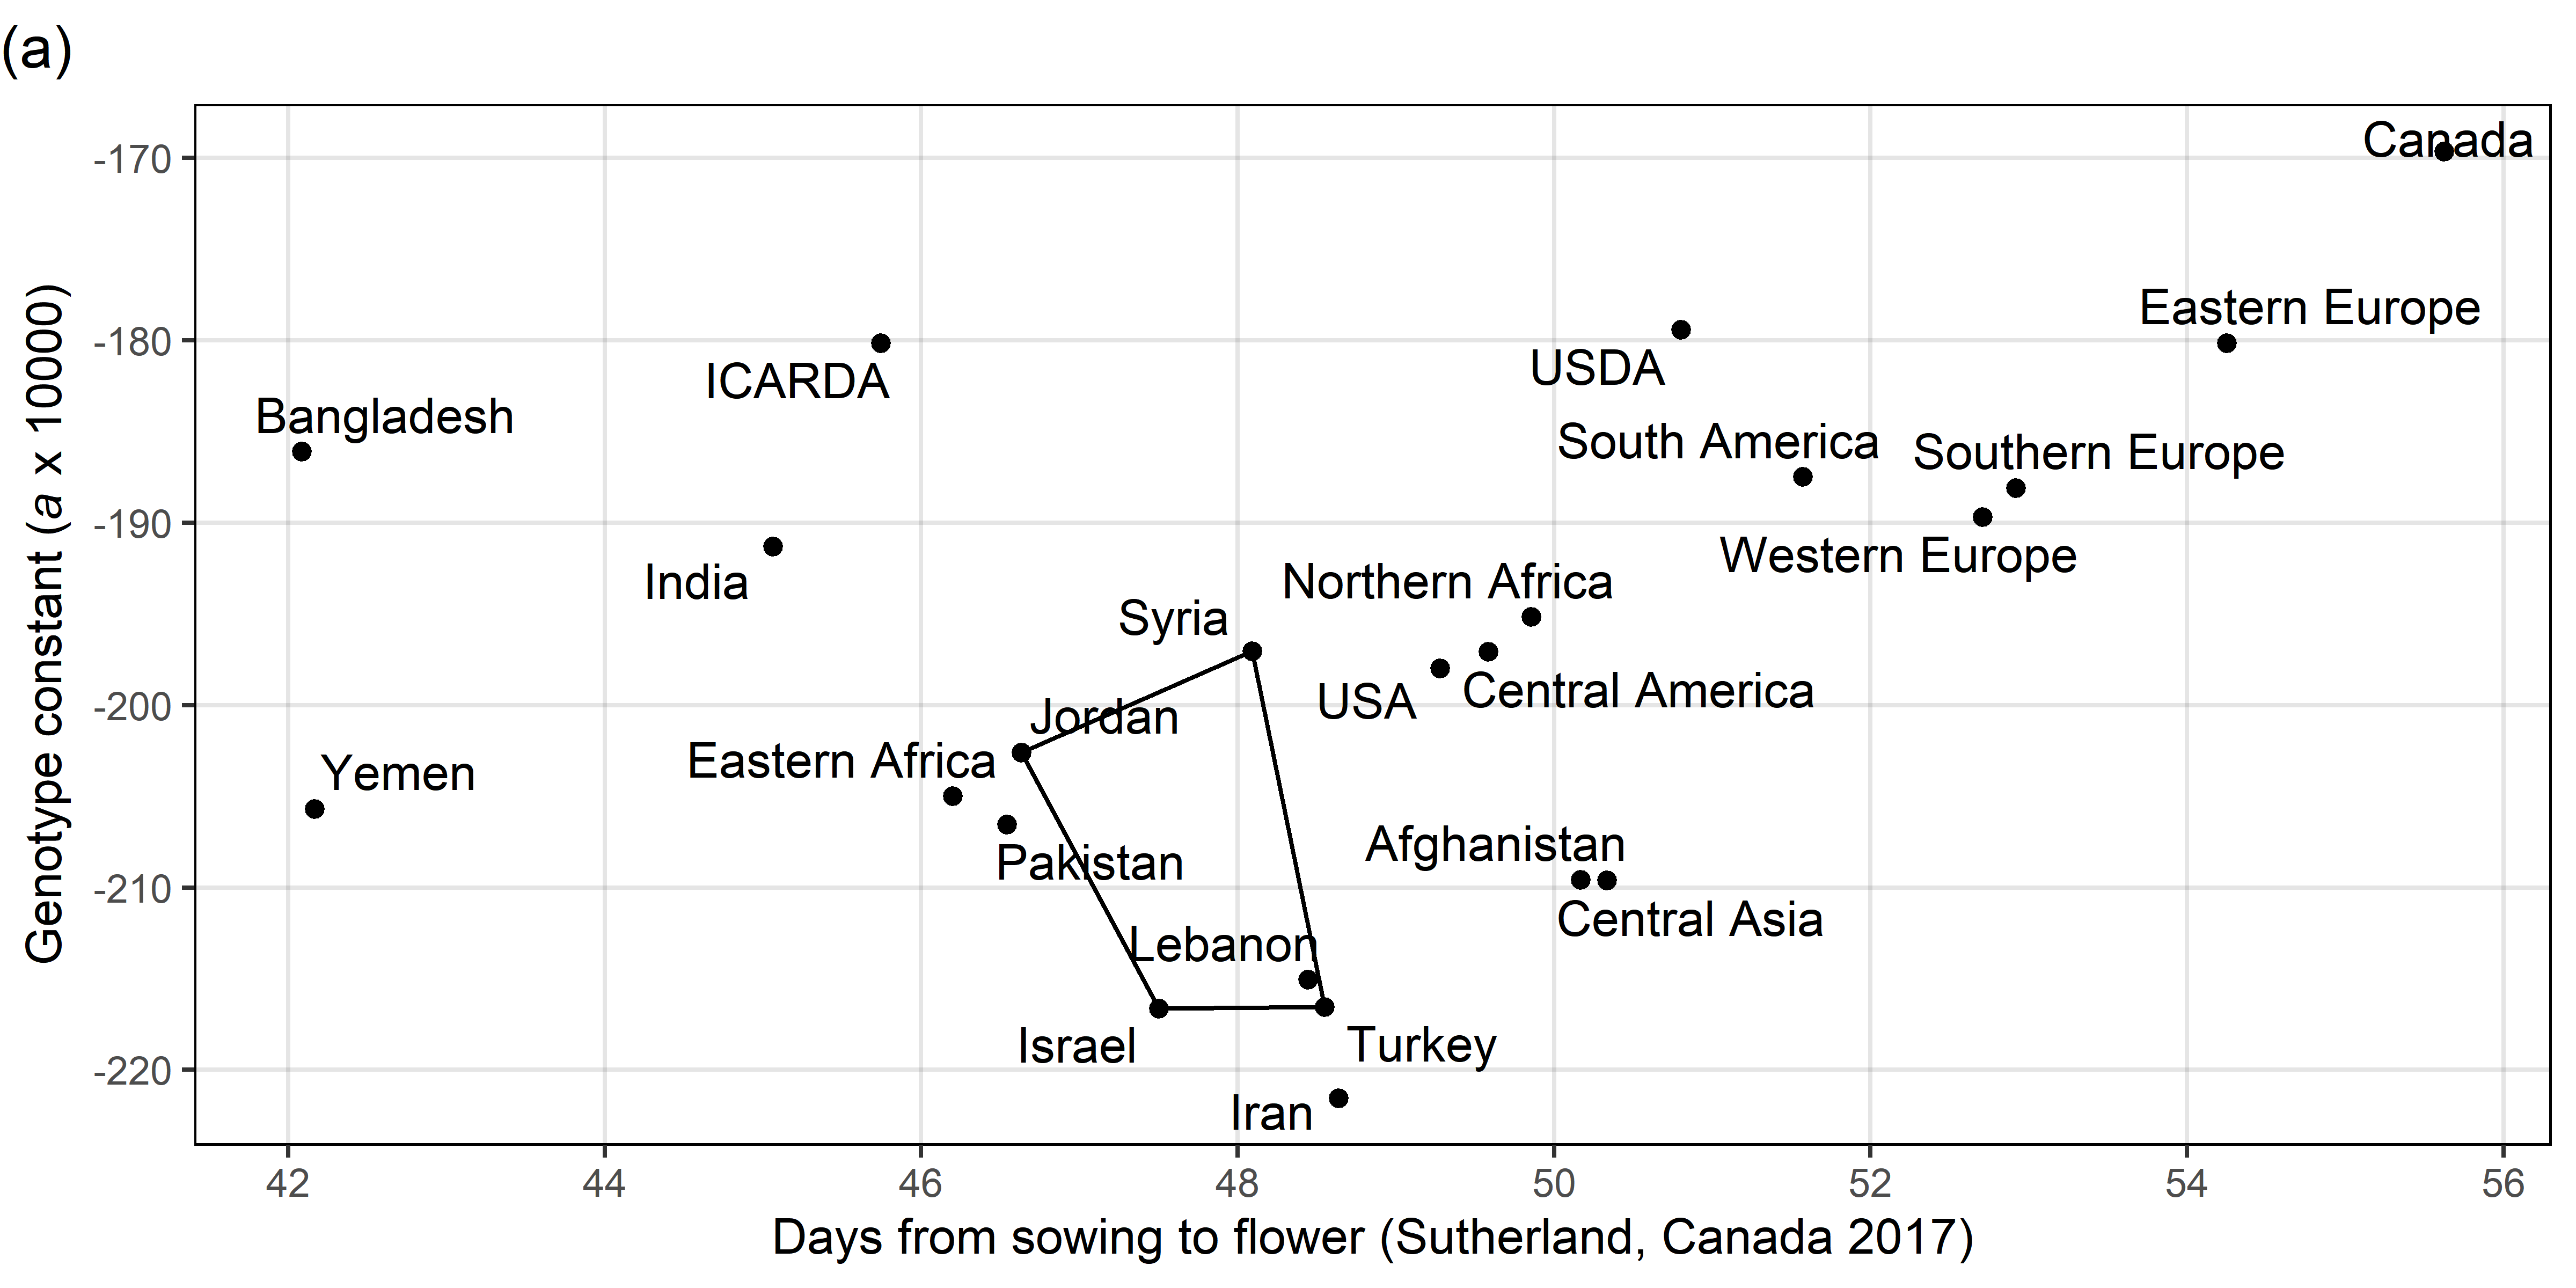 (a)
Genotype constant (a x 10000)
-170
-180
-190
-200
-210
-220
Canada
Eastern Europe
ICARDA
USDA
Bangladesh
South America
Southern Europe
Western Europe
India
Northern Africa
Syria
USA
Central America
Jordan
Eastern Africa
Yemen
Pakistan
Afghanistan
Central Asia
Lebanon
Israel
Turkey
Iran
42 44 46 48 50 52 54 56
Days from sowing to flower (Sutherland, Canada 2017)